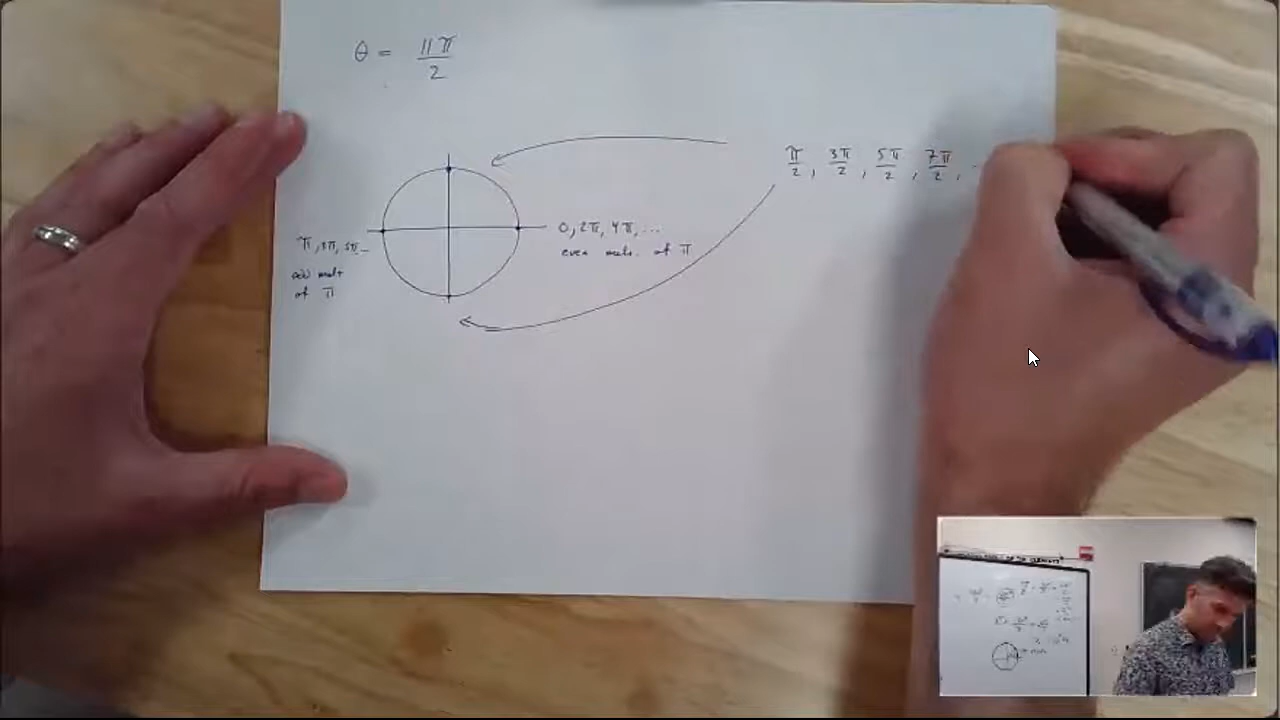 θ = 11π/2
π/2, 3π/2, 5π/2, 7π/2, ..
0, 2π, 4π, ...
even mult. of π
π, 3π, 5π...
odd mult
of π